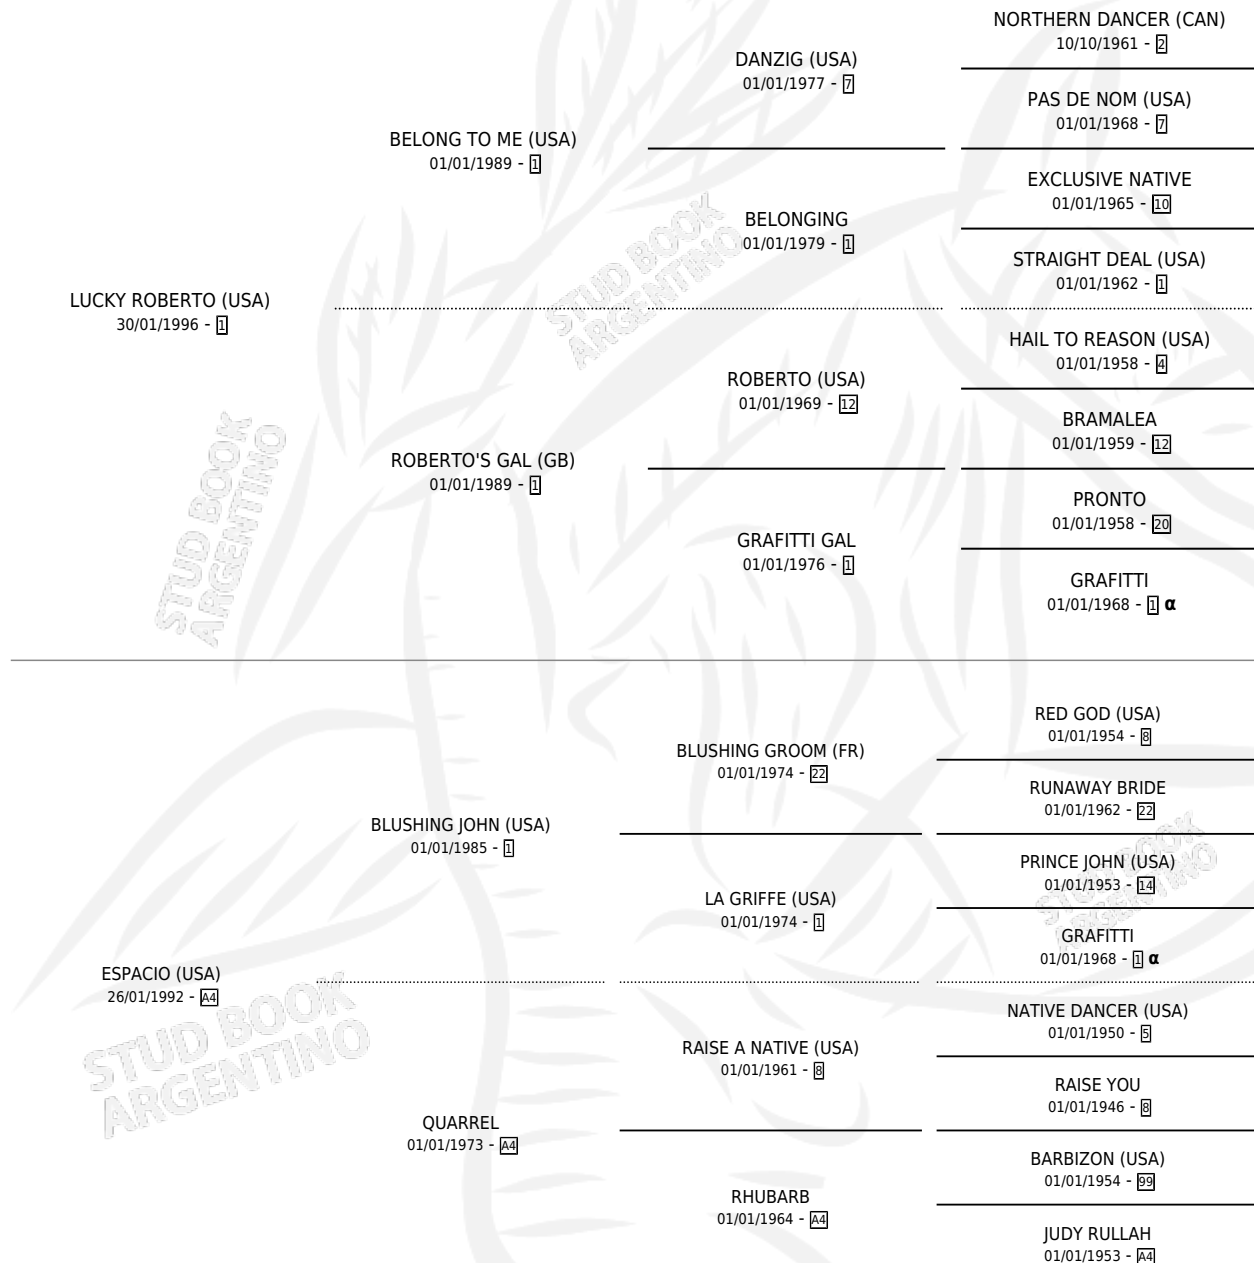 NORTHERN DANCER (CAN)
10/10/1961 - 2
DANZIG (USA)
01/01/1977 - 7
PAS DE NOM (USA)
01/01/1968 - 7
BELONG TO ME (USA)
01/01/1989 - 1
EXCLUSIVE NATIVE
01/01/1965 - 10
BELONGING
01/01/1979 - 1
STRAIGHT DEAL (USA)
01/01/1962 - 1
LUCKY ROBERTO (USA)
30/01/1996 - 1
HAIL TO REASON (USA)
01/01/1958 - 4
ROBERTO (USA)
01/01/1969 - 12
BRAMALEA
01/01/1959 - 12
ROBERTO'S GAL (GB)
01/01/1989 - 1
PRONTO
01/01/1958 - 20
GRAFITTI GAL
01/01/1976 - 1
GRAFITTI
01/01/1968 - 1 α
RED GOD (USA)
01/01/1954 - 8
BLUSHING GROOM (FR)
01/01/1974 - 22
RUNAWAY BRIDE
01/01/1962 - 22
BLUSHING JOHN (USA)
01/01/1985 - 1
PRINCE JOHN (USA)
01/01/1953 - 14
LA GRIFFE (USA)
01/01/1974 - 1
GRAFITTI
01/01/1968 - 1 α
ESPACIO (USA)
26/01/1992 - A4
NATIVE DANCER (USA)
01/01/1950 - 5
RAISE A NATIVE (USA)
01/01/1961 - 8
RAISE YOU
01/01/1946 - 8
QUARREL
01/01/1973 - A4
BARBIZON (USA)
01/01/1954 - 99
RHUBARB
01/01/1964 - A4
JUDY RULLAH
01/01/1953 - A4
STUD BOOK
ARGENTINO
STUD BOOK
ARGENTINO
STUD BOOK
ARGENTINO
STUD BOOK
ARGENTINO